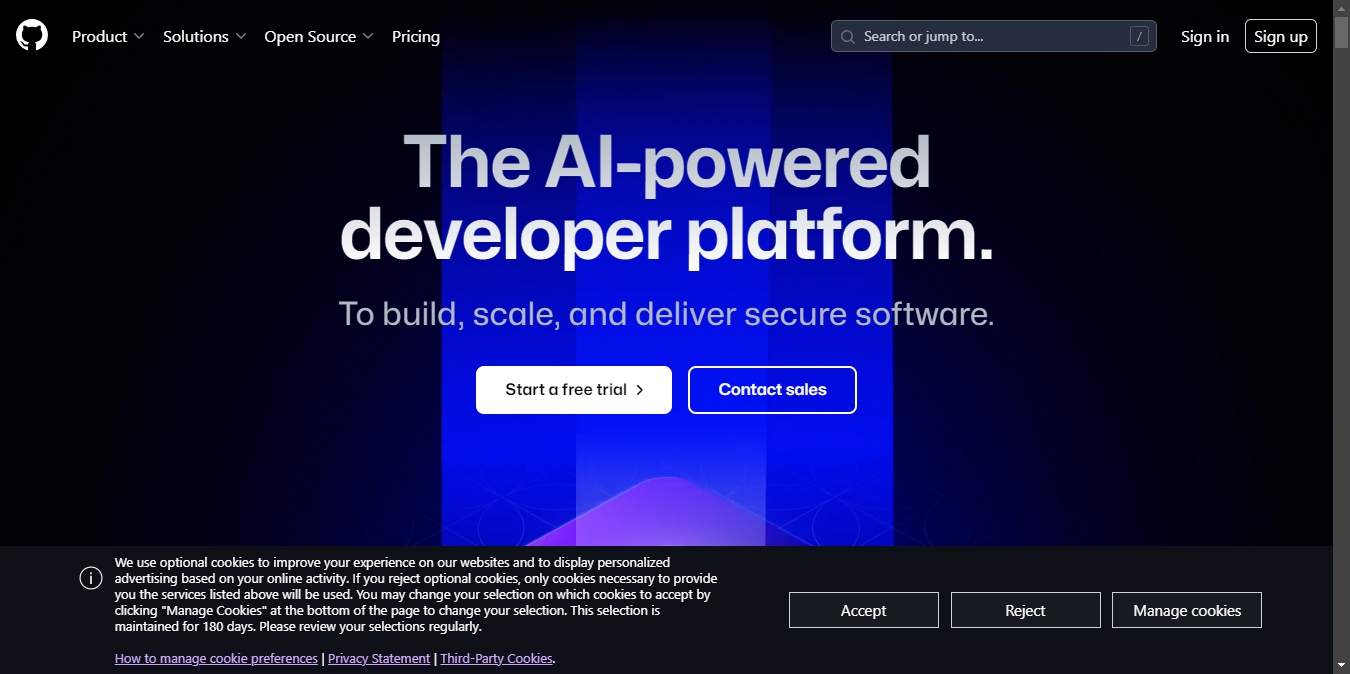 Product Solutions Open Source Pricing Search or jump to... / Sign in Sign up
The AI-powered
developer platform.
To build, scale, and deliver secure software.
Start a free trial Contact sales
We use optional cookies to improve your experience on our websites and to display personalized
advertising based on your online activity. If you reject optional cookies, only cookies necessary to provide
you the services listed above will be used. You may change your selection on which cookies to accept by
clicking "Manage Cookies" at the bottom of the page to change your selection. This selection is
maintained for 180 days. Please review your selections regularly.
How to manage cookie preferences | Privacy Statement | Third-Party Cookies.
Accept Reject Manage cookies